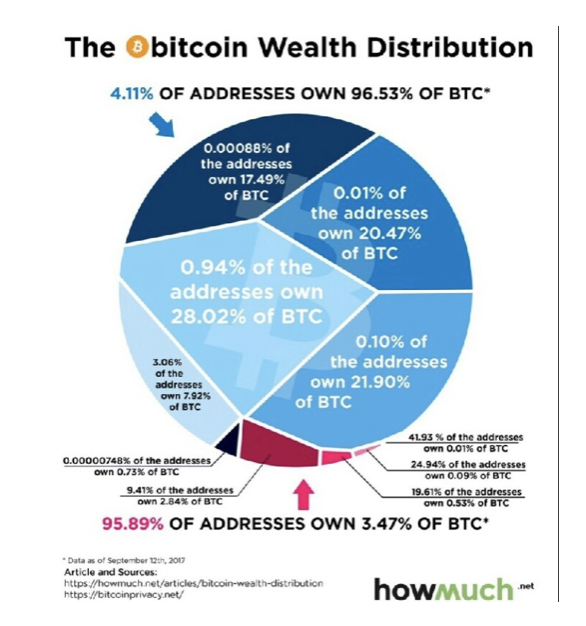 The bitcoin Wealth Distribution
4.11% OF ADDRESSES OWN 96.53% OF BTC*
0.00088% of
the addresses
own 17.49%
of BTC
0.01% of
the addresses
own 20.47%
of BTC
0.94% of the
addresses own
28.02% of BTC
0.10% of
the addresses
own 21.90%
of BTC
3.06%
of the
addresses
own 7.92%
of BTC
41.93 % of the addresses
own 0.01% of BTC
0.00000748% of the addresses
own 0.73% of BTC
24.94% of the addresses
own 0.09% of BTC
9.41% of the addresses
own 2.84% of BTC
19.61% of the addresses
own 0.53% of BTC
95.89% OF ADDRESSES OWN 3.47% OF BTC*
* Data as of September 12th, 2017
Article and Sources:
https://howmuch.net/articles/bitcoin-wealth-distribution
https://bitcoinprivacy.net/
howmuch.net